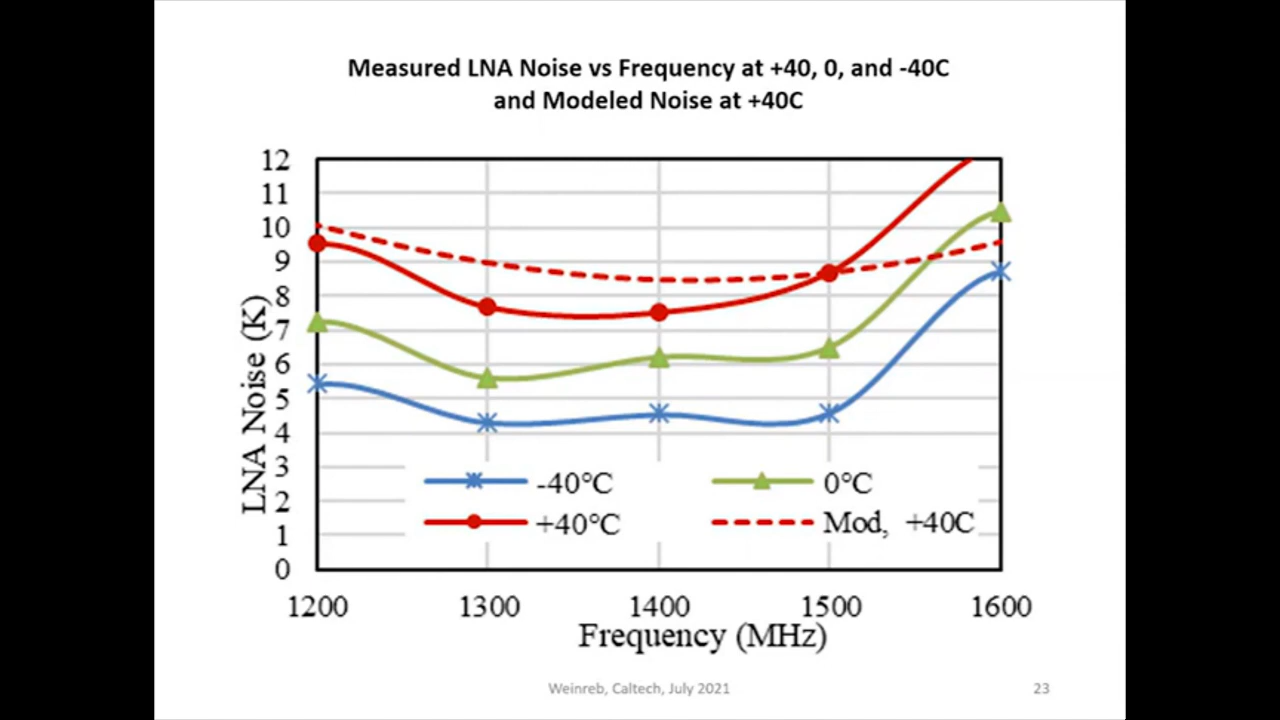 Measured LNA Noise vs Frequency at +40, 0, and -40C
and Modeled Noise at +40C
12
11
10
9
8
7
6
5
4
3
2
1
0
LNA Noise (K)
-40°C
0°C
+40°C
Mod, +40C
1200 1300 1400 1500 1600
Frequency (MHz)
Weinreb, Caltech, July 2021
23